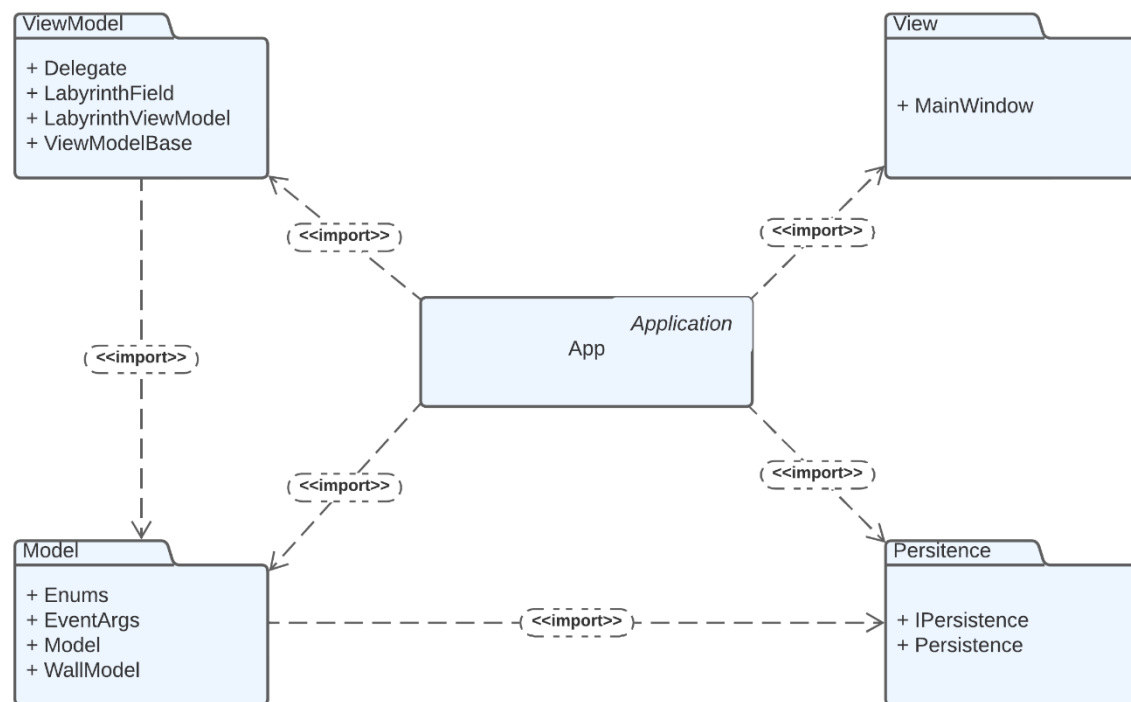 ViewModel
+ Delegate
+ LabyrinthField
+ LabyrinthViewModel
+ ViewModelBase
View
+ MainWindow
<<import>>
<<import>>
Application
App
<<import>>
<<import>>
<<import>>
Model
+ Enums
+ EventArgs
+ Model
+ WallModel
<<import>>
Persitence
+ IPersistence
+ Persistence